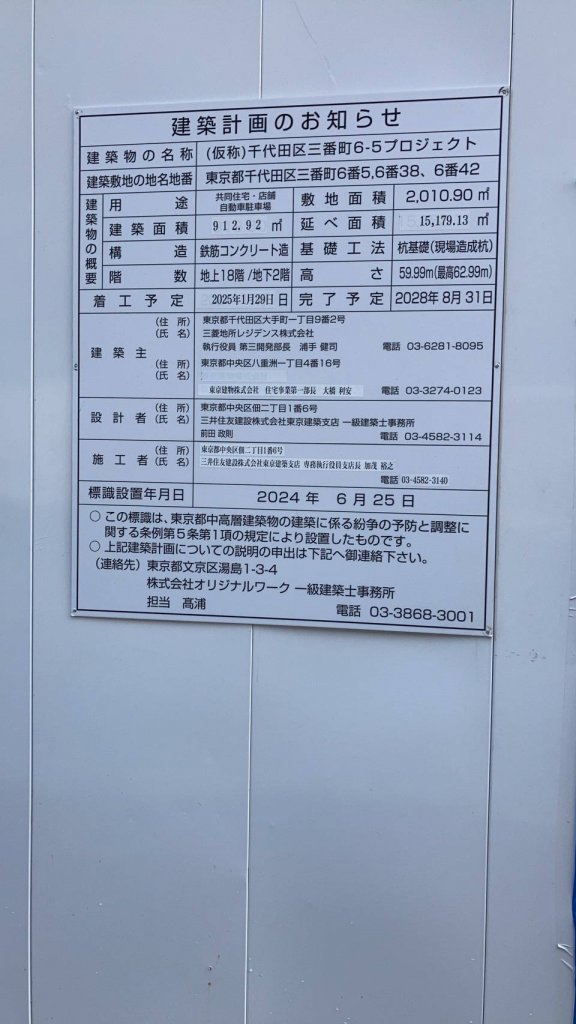 建築計画のお知らせ
建築物の名称 (仮称)千代田区三番町6-5プロジェクト
建築敷地の地名地番 東京都千代田区三番町6番5,6番38、6番42
建築物の概要
用途 共同住宅・店舗 自動車駐車場 敷地面積 2,010.90㎡
建築面積 912.92㎡ 延べ面積 15,179.13㎡
構造 鉄筋コンクリート造 基礎工法 杭基礎(現場造成杭)
階数 地上18階/地下2階 高さ 59.99m(最高62.99m)
着工予定 2025年1月29日 日 完了予定 2028年8月31日
建築主
(住所) 東京都千代田区大手町一丁目9番2号
(氏名) 三菱地所レジデンス株式会社
執行役員 第三開発部長 浦手 健司 電話 03-6281-8095
(住所) 東京都中央区八重洲一丁目4番16号
(氏名)
東京建物株式会社 住宅事業第一部長 大橋 利安 電話 03-3274-0123
設計者
(住所) 東京都中央区佃二丁目1番6号
(氏名) 三井住友建設株式会社東京建築支店 一級建築士事務所
前田 政則 電話 03-4582-3114
施工者
(住所) 東京都中央区佃二丁目1番6号
(氏名) 三井住友建設株式会社東京建築支店 専務執行役員支店長 加茂 裕之
電話 03-4582-3140
標識設置年月日 2024年 6月25日
○ この標識は、東京都中高層建築物の建築に係る紛争の予防と調整に
関する条例第5条第1項の規定により設置したものです。
○ 上記建築計画についての説明の申出は下記へ御連絡下さい。
(連絡先) 東京都文京区湯島1-3-4
株式会社オリジナルワーク 一級建築士事務所
担当 髙浦 電話 03-3868-3001